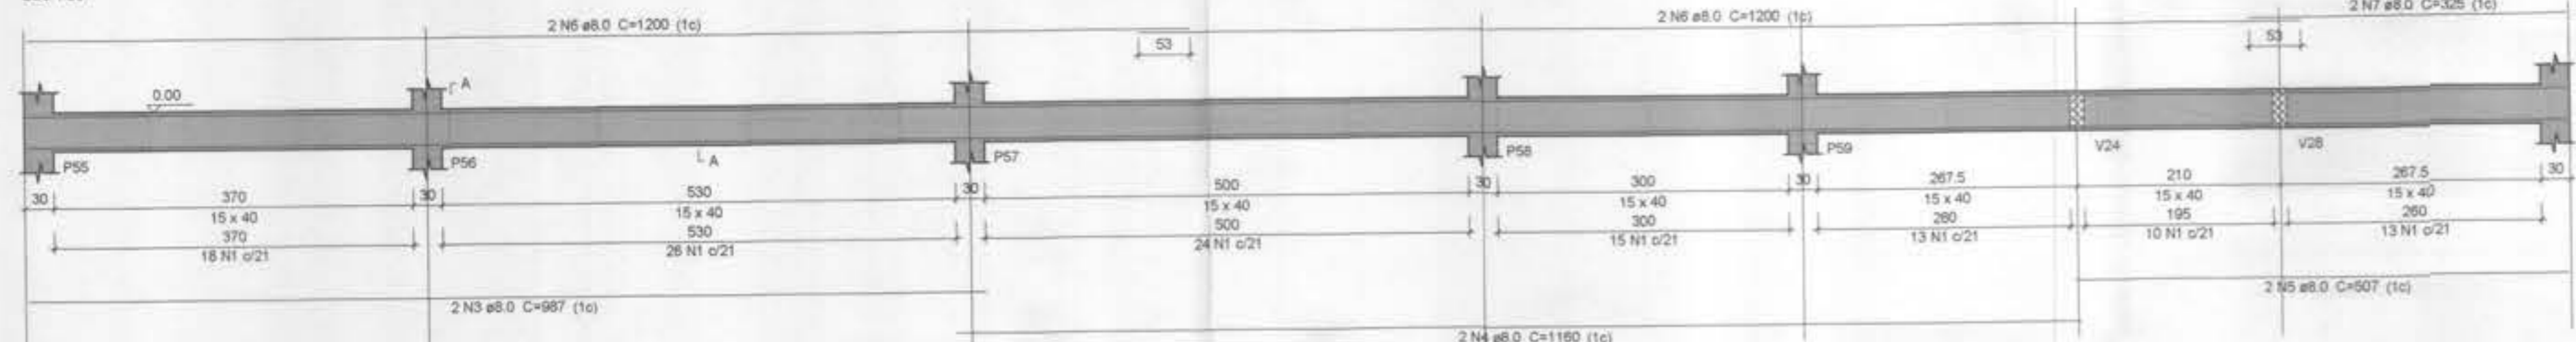 2 N6 ø8.0 C=1200 (1c)
2 N6 ø8.0 C=1200 (1c)
2 N7 ø8.0 C=325 (1c)
53
53
0.00
A
A
P55
P56
P57
P58
P59
V24
V28
30 370 30 530 30 500 30 300 30 267.5 210 267.5 30
15 x 40 15 x 40 15 x 40 15 x 40 15 x 40 15 x 40 15 x 40
370 530 500 300 260 195 260
18 N1 c/21 26 N1 c/21 24 N1 c/21 15 N1 c/21 13 N1 c/21 10 N1 c/21 13 N1 c/21
2 N3 ø8.0 C=987 (1c)
2 N5 ø8.0 C=507 (1c)
2 N4 ø8.0 C=1160 (1c)